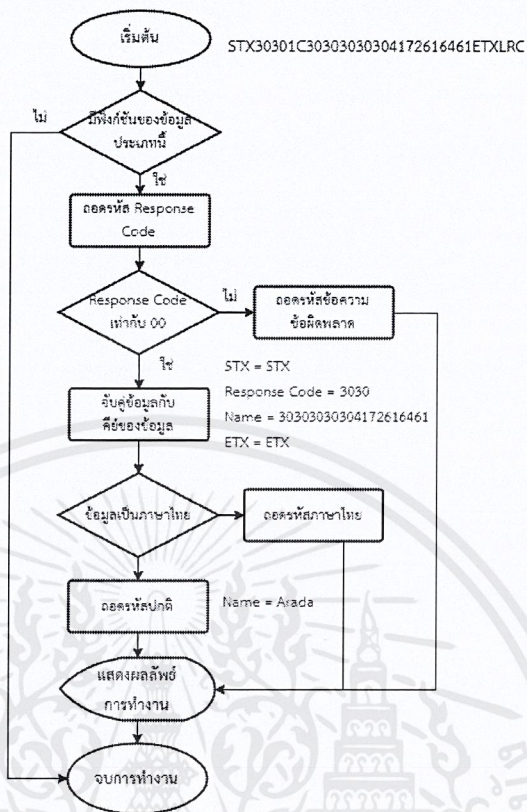 เริ่มต้น
STX30301C30303030304172616461ETXLRC
ไม่
มีฟังก์ชันของข้อมูล
ประเภทนี้
ใช่
ถอดรหัส Response
Code
Response Code
เท่ากับ 00
ไม่
ถอดรหัสข้อความ
ข้อผิดพลาด
ใช่
STX = STX
Response Code = 3030
จับคู่ข้อมูลกับ
คีย์ของข้อมูล
Name = 30303030304172616461
ETX = ETX
ข้อมูลเป็นภาษาไทย
ถอดรหัสภาษาไทย
ถอดรหัสปกติ
Name = Arada
แสดงผลลัพธ์
การทำงาน
จบการทำงาน